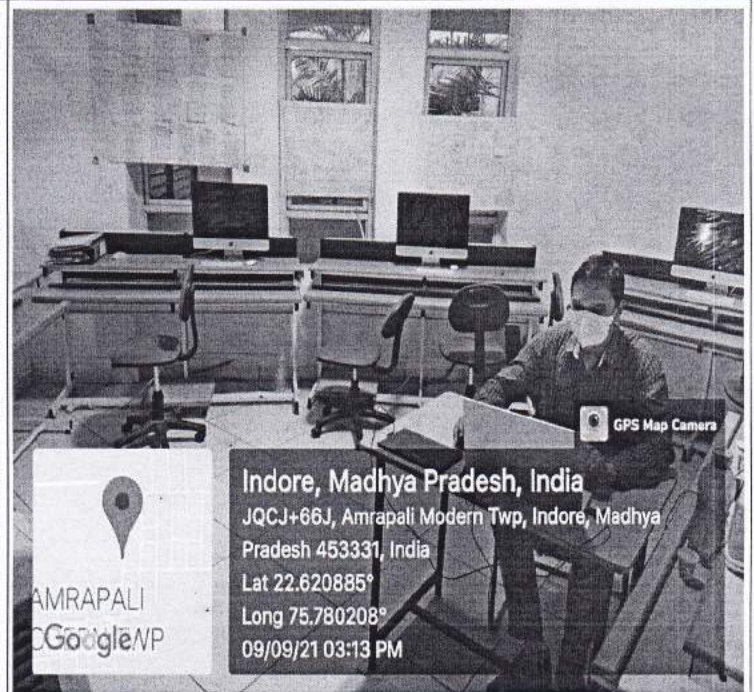 GPS Map Camera
Indore, Madhya Pradesh, India
JQCJ+66J, Amrapali Modern Twp, Indore, Madhya
Pradesh 453331, India
Lat 22.620885°
Long 75.780208°
09/09/21 03:13 PM
AMRAPALI
Google